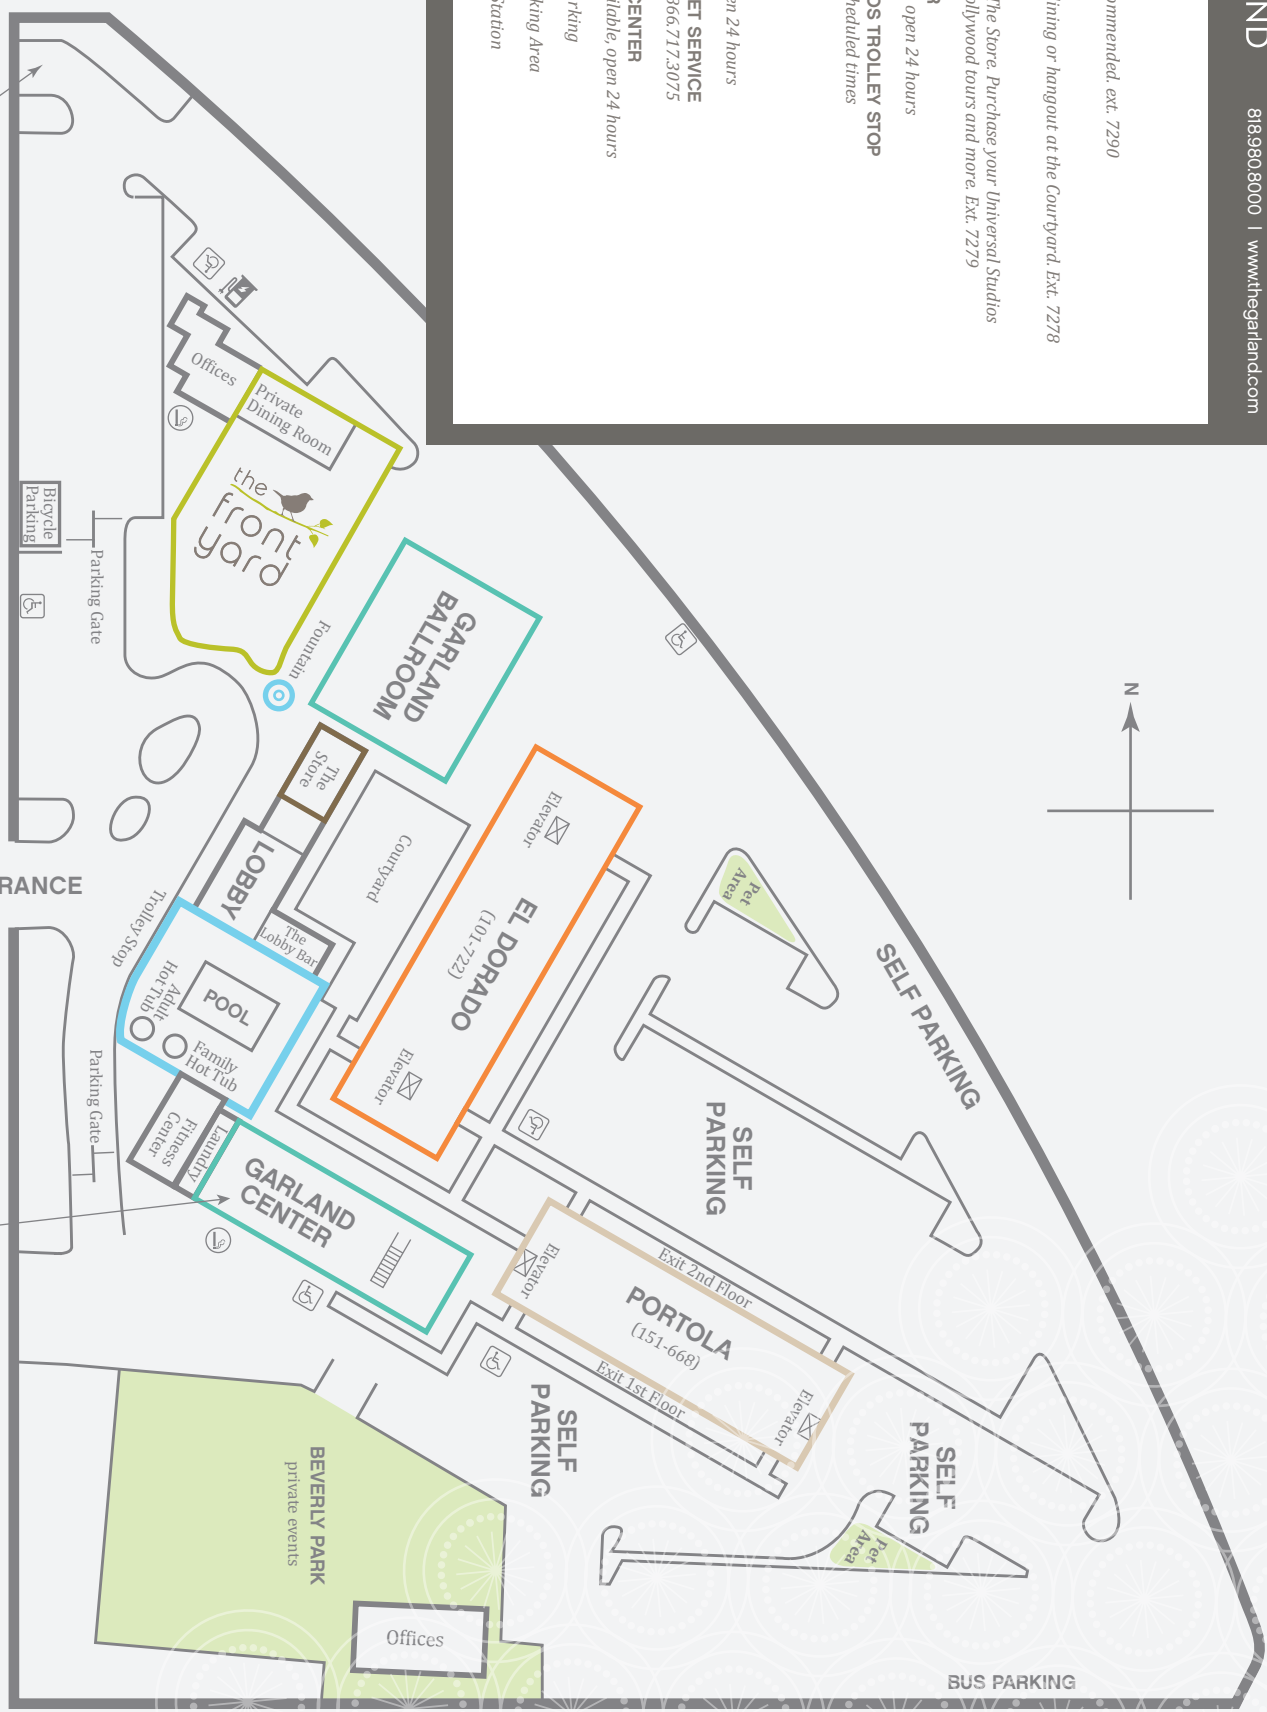 ND
818.980.8000 | www.thegarland.com
ommended. ext. 7290
ining or hangout at the Courtyard. Ext. 7278
The Store. Purchase your Universal Studios
ollywood tours and more. Ext. 7279
R
open 24 hours
OS TROLLEY STOP
heduled times
en 24 hours
ET SERVICE
366.717.3075
CENTER
ilable, open 24 hours
rking
king Area
Station
Offices
Private
Dining Room
the
front
yard
Bicycle
Parking
Parking Gate
Fountain
GARLAND
BALLROOM
The
Store
Courtyard
LOBBY
The
Lobby Bar
RANCE
Trolley Stop
POOL
Adult
Hot Tub
Family
Hot Tub
Parking Gate
Fitness
Center
Laundry
GARLAND
CENTER
Elevator
EL DORADO
(101-722)
Elevator
N
Pet
Area
SELF PARKING
SELF
PARKING
Elevator
Exit 2nd Floor
PORTOLA
(151-668)
Exit 1st Floor
Elevator
SELF
PARKING
SELF
PARKING
Pet
Area
BEVERLY PARK
private events
Offices
BUS PARKING